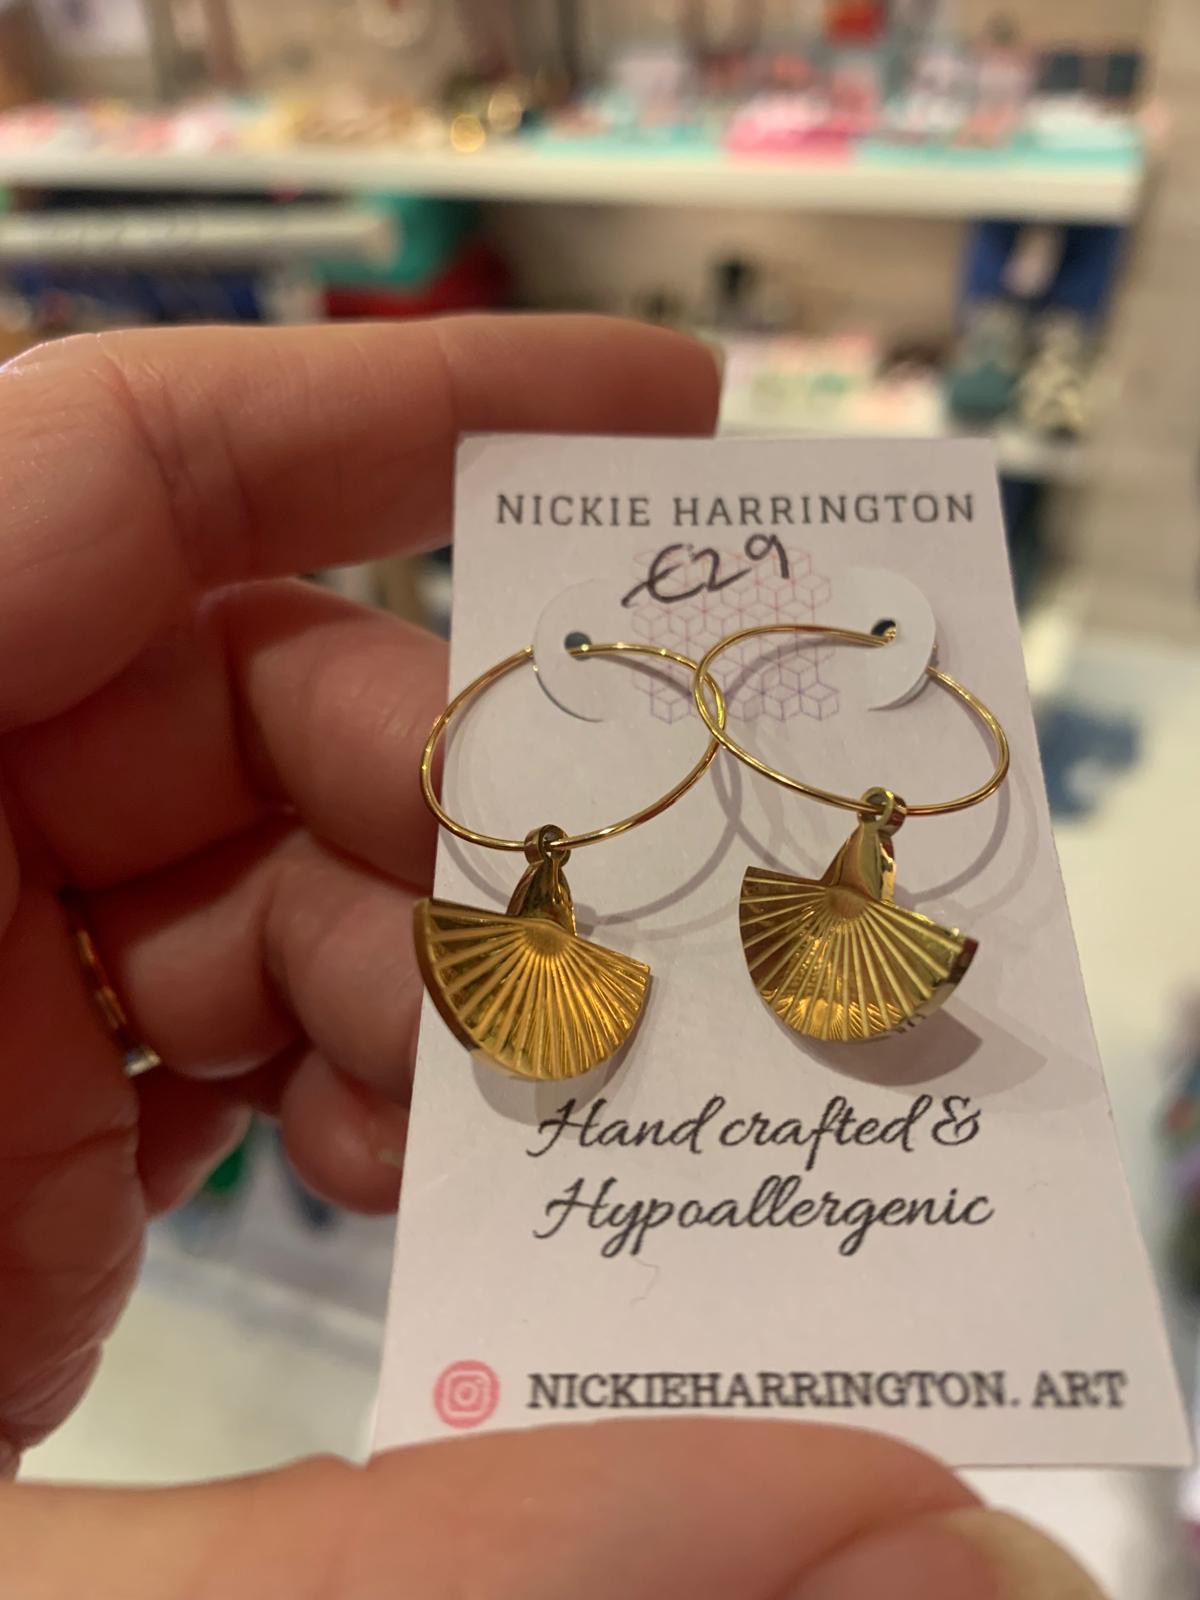 NICKIE HARRINGTON
€29
Hand crafted &
Hypoallergenic
NICKIEHARRINGTON. ART